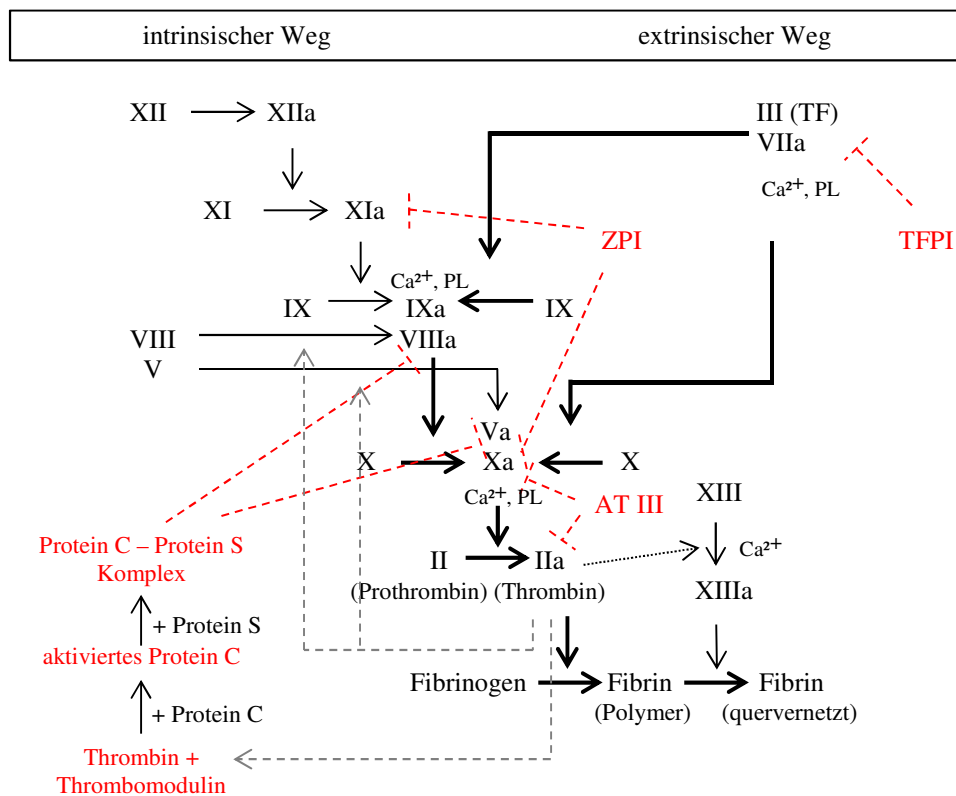 intrinsischer Weg
extrinsischer Weg
XII
XIIa
III (TF)
VIIa
Ca²⁺, PL
XI
XIa
ZPI
TFPI
Ca²⁺, PL
IX
IXa
IX
VIII
VIIIa
V
Va
X
Xa
X
Ca²⁺, PL
AT III
XIII
Ca²⁺
XIIIa
II
IIa
(Prothrombin)
(Thrombin)
Protein C – Protein S
Komplex
+ Protein S
aktiviertes Protein C
+ Protein C
Thrombin +
Thrombomodulin
Fibrinogen
Fibrin
(Polymer)
Fibrin
(quervernetzt)